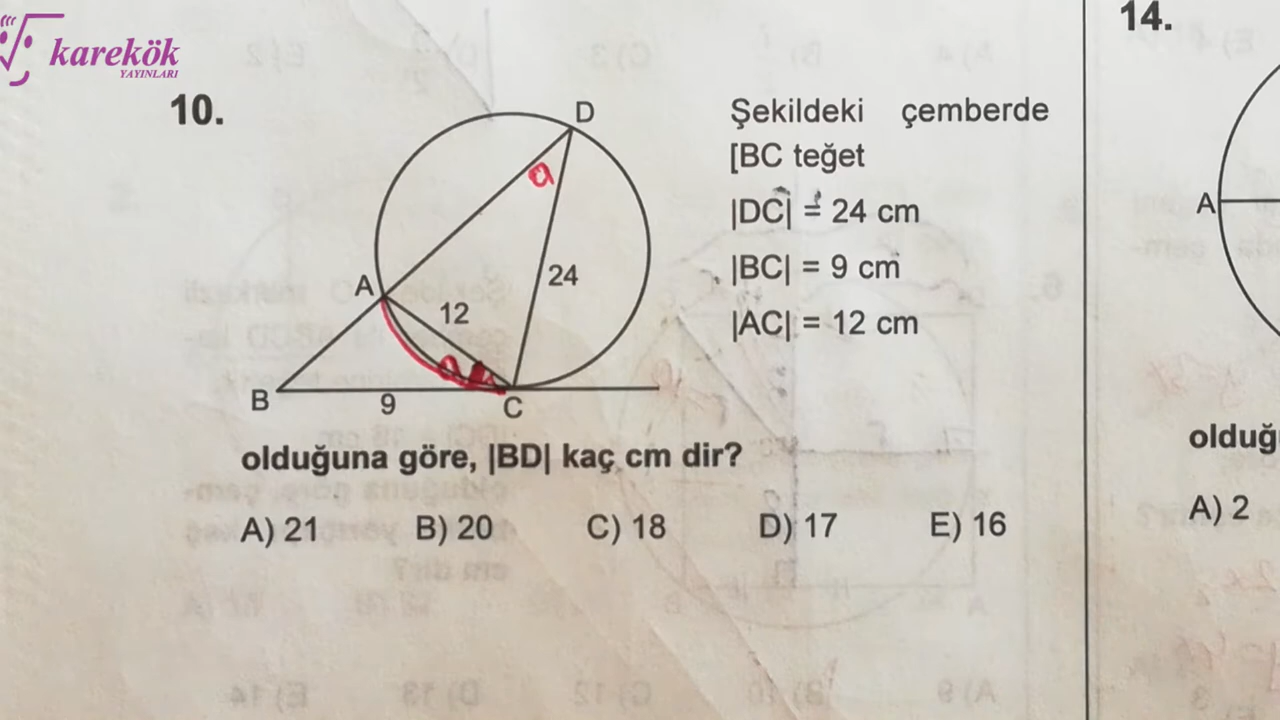 karekök
YAYINLARI
14.
10.
D
Şekildeki çemberde
[BC teğet
|DC| = 24 cm
|BC| = 9 cm
|AC| = 12 cm
a
A
12
24
a
B
9
C
A
olduğuna göre, |BD| kaç cm dir?
A) 21 B) 20 C) 18 D) 17 E) 16
olduğu
A) 2